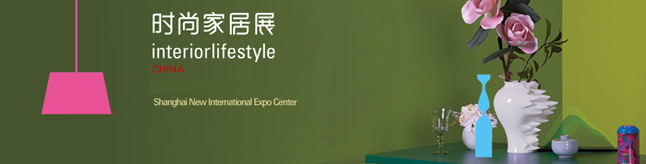 时尚家居展
interiorlifestyle
CHINA
Shanghai New International Expo Center